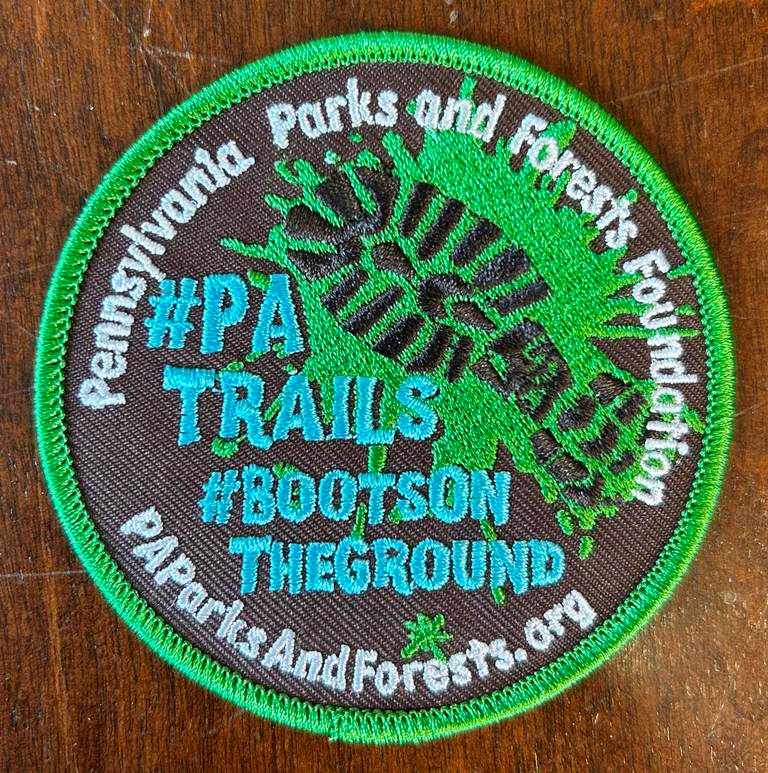 Pennsylvania Parks and Forests Foundation
#PA
TRAILS
#BOOTSON
THEGROUND
PAParksAndForests.org